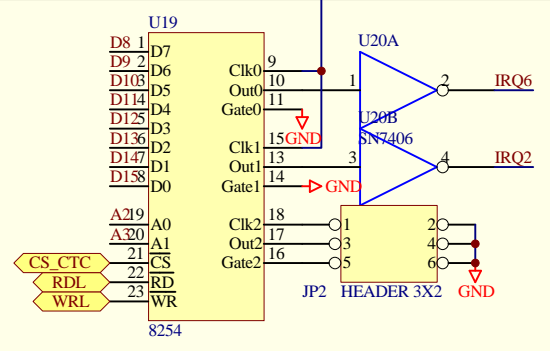 U19
D8 1 D7
D9 2 D6
D10 3 D5
D11 4 D4
D12 5 D3
D13 6 D2
D14 7 D1
D15 8 D0
A2 19 A0
A3 20 A1
CS_CTC 21 CS
RDL 22 RD
WRL 23 WR
8254
Clk0 9
Out0 10
Gate0 11
GND
Clk1 15
Out1 13
Gate1 14
GND
Clk2 18
Out2 17
Gate2 16
U20A
1 2 IRQ6
U20B
SN7406
3 4 IRQ2
1 2
3 4
5 6
JP2 HEADER 3X2
GND